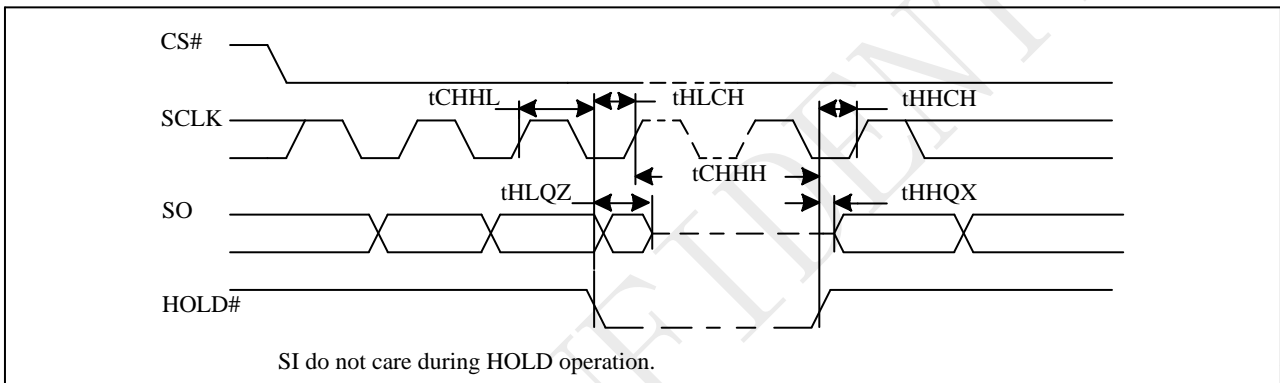 CS#
tCHHL
tHLCH
tHHCH
SCLK
tCHHH
tHLQZ
tHHQX
SO
HOLD#
SI do not care during HOLD operation.